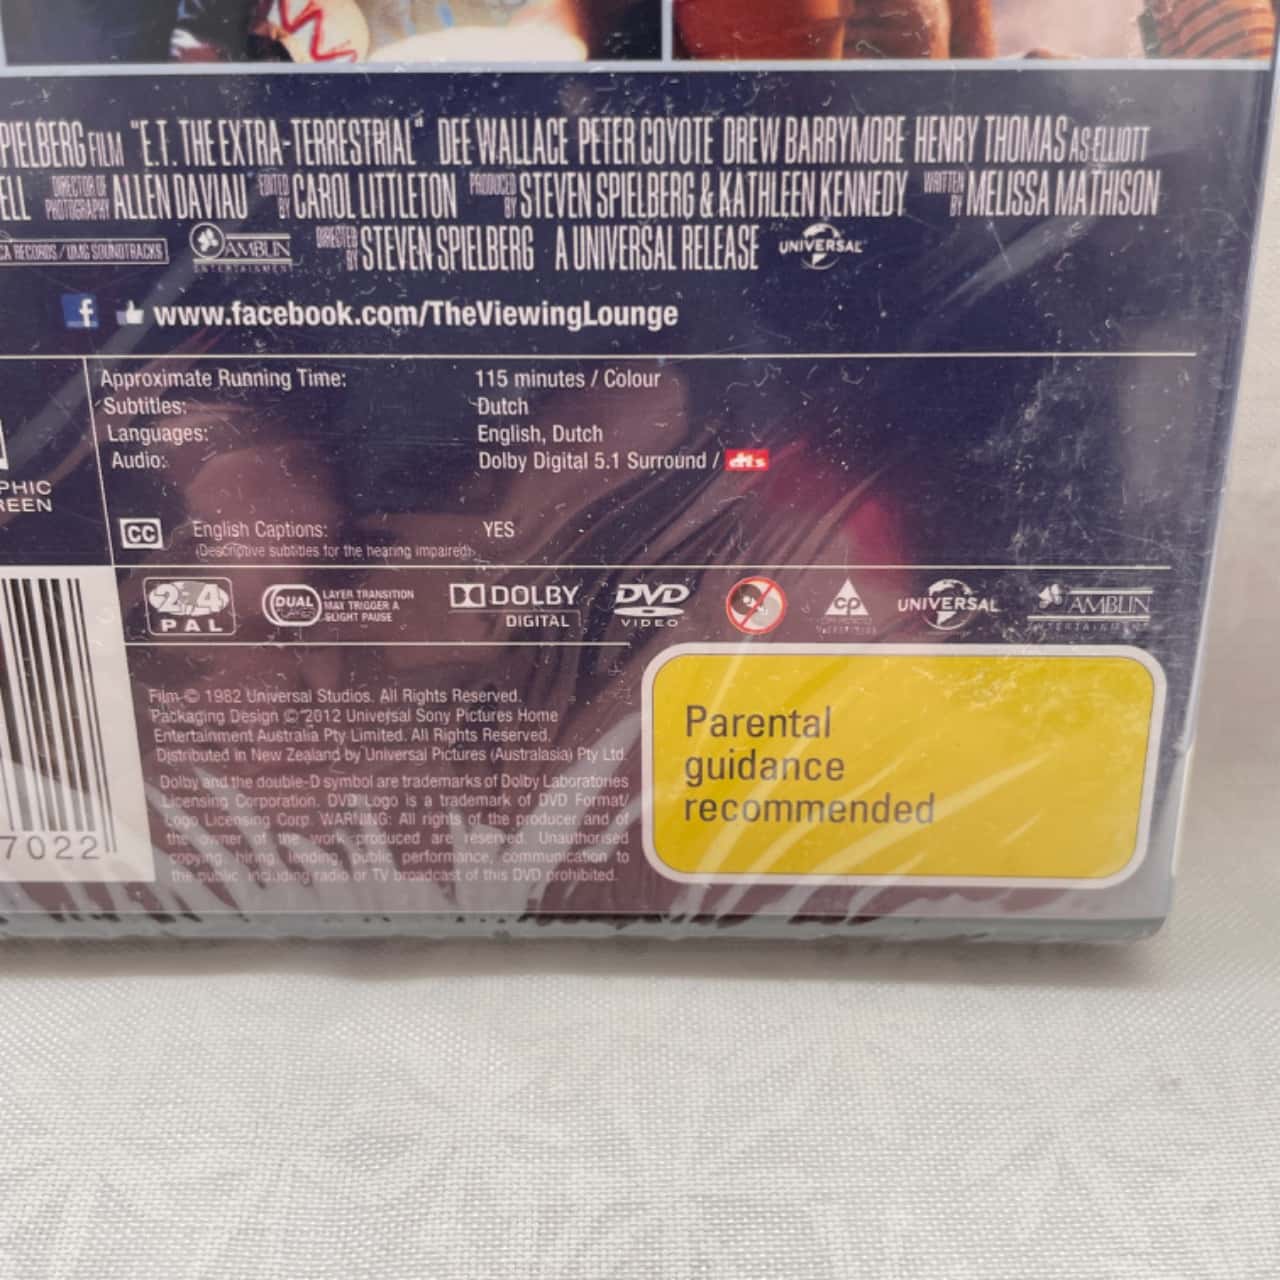 PIELBERG FILM "E.T. THE EXTRA-TERRESTRIAL" DEE WALLACE PETER COYOTE DREW BARRYMORE HENRY THOMAS AS ELLIOTT
ELL DIRECTOR OF PHOTOGRAPHY ALLEN DAVIAU EDITED BY CAROL LITTLETON PRODUCED BY STEVEN SPIELBERG & KATHLEEN KENNEDY WRITTEN BY MELISSA MATHISON
CA RECORDS / UMG SOUNDTRACKS AMBLIN ENTERTAINMENT DIRECTED BY STEVEN SPIELBERG A UNIVERSAL RELEASE UNIVERSAL
f www.facebook.com/TheViewingLounge
Approximate Running Time: 115 minutes / Colour
Subtitles: Dutch
Languages: English, Dutch
Audio: Dolby Digital 5.1 Surround / dts
PHIC
REEN
CC English Captions: YES
(Descriptive subtitles for the hearing impaired)
2 4 PAL DUAL LAYER TRANSITION MAY TRIGGER A SLIGHT PAUSE DOLBY DIGITAL DVD VIDEO CP UNIVERSAL AMBLIN ENTERTAINMENT
7022
Film © 1982 Universal Studios. All Rights Reserved.
Packaging Design © 2012 Universal Sony Pictures Home
Entertainment Australia Pty Limited. All Rights Reserved.
Distributed in New Zealand by Universal Pictures (Australasia) Pty Ltd.
Dolby and the double-D symbol are trademarks of Dolby Laboratories
Licensing Corporation. DVD Logo is a trademark of DVD Format/
Logo Licensing Corp. WARNING: All rights of the producer and of
the owner of the work produced are reserved. Unauthorised
copying, hiring, lending, public performance, communication to
the public including radio or TV broadcast of this DVD prohibited.
Parental
guidance
recommended